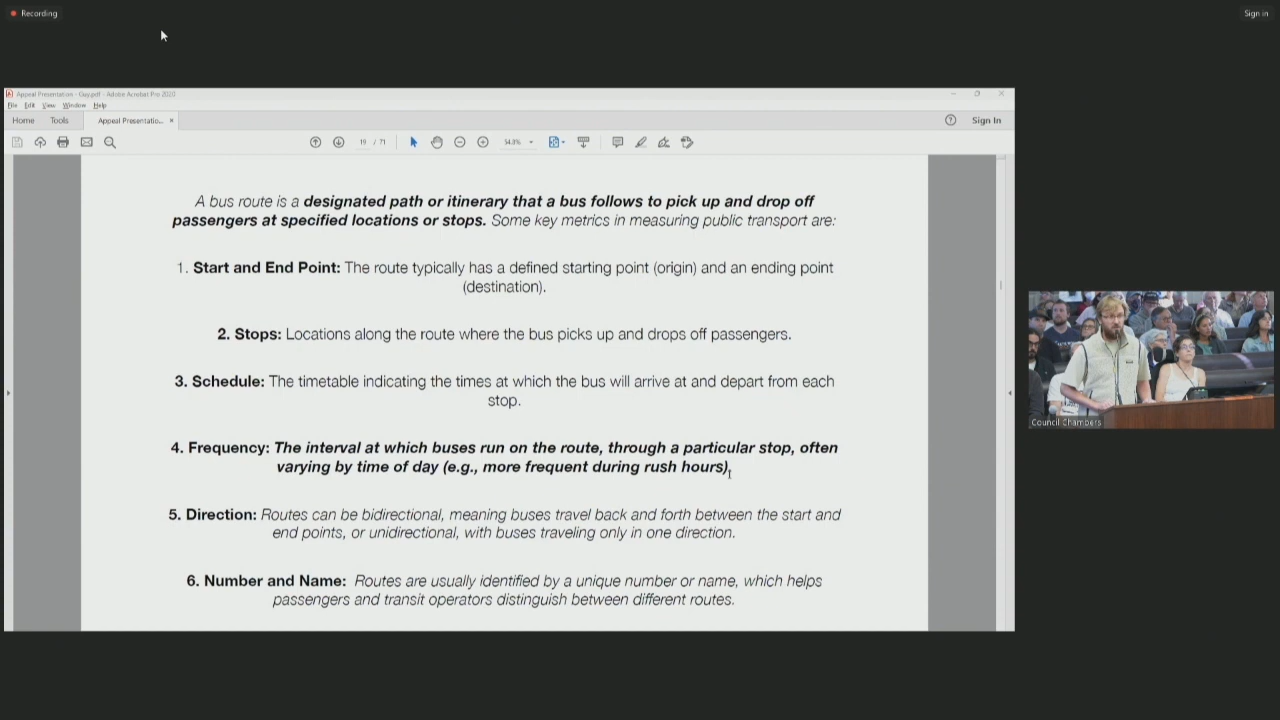 Recording
Sign in
Appeal Presentation - Guy.pdf - Adobe Acrobat Pro 2020
File Edit View Window Help
Home Tools Appeal Presentatio... × Sign In
19 / 71 54.8%
A bus route is a designated path or itinerary that a bus follows to pick up and drop off
passengers at specified locations or stops. Some key metrics in measuring public transport are:
1. Start and End Point: The route typically has a defined starting point (origin) and an ending point
(destination).
2. Stops: Locations along the route where the bus picks up and drops off passengers.
3. Schedule: The timetable indicating the times at which the bus will arrive at and depart from each
stop.
4. Frequency: The interval at which buses run on the route, through a particular stop, often
varying by time of day (e.g., more frequent during rush hours)
5. Direction: Routes can be bidirectional, meaning buses travel back and forth between the start and
end points, or unidirectional, with buses traveling only in one direction.
6. Number and Name: Routes are usually identified by a unique number or name, which helps
passengers and transit operators distinguish between different routes.
Council Chambers